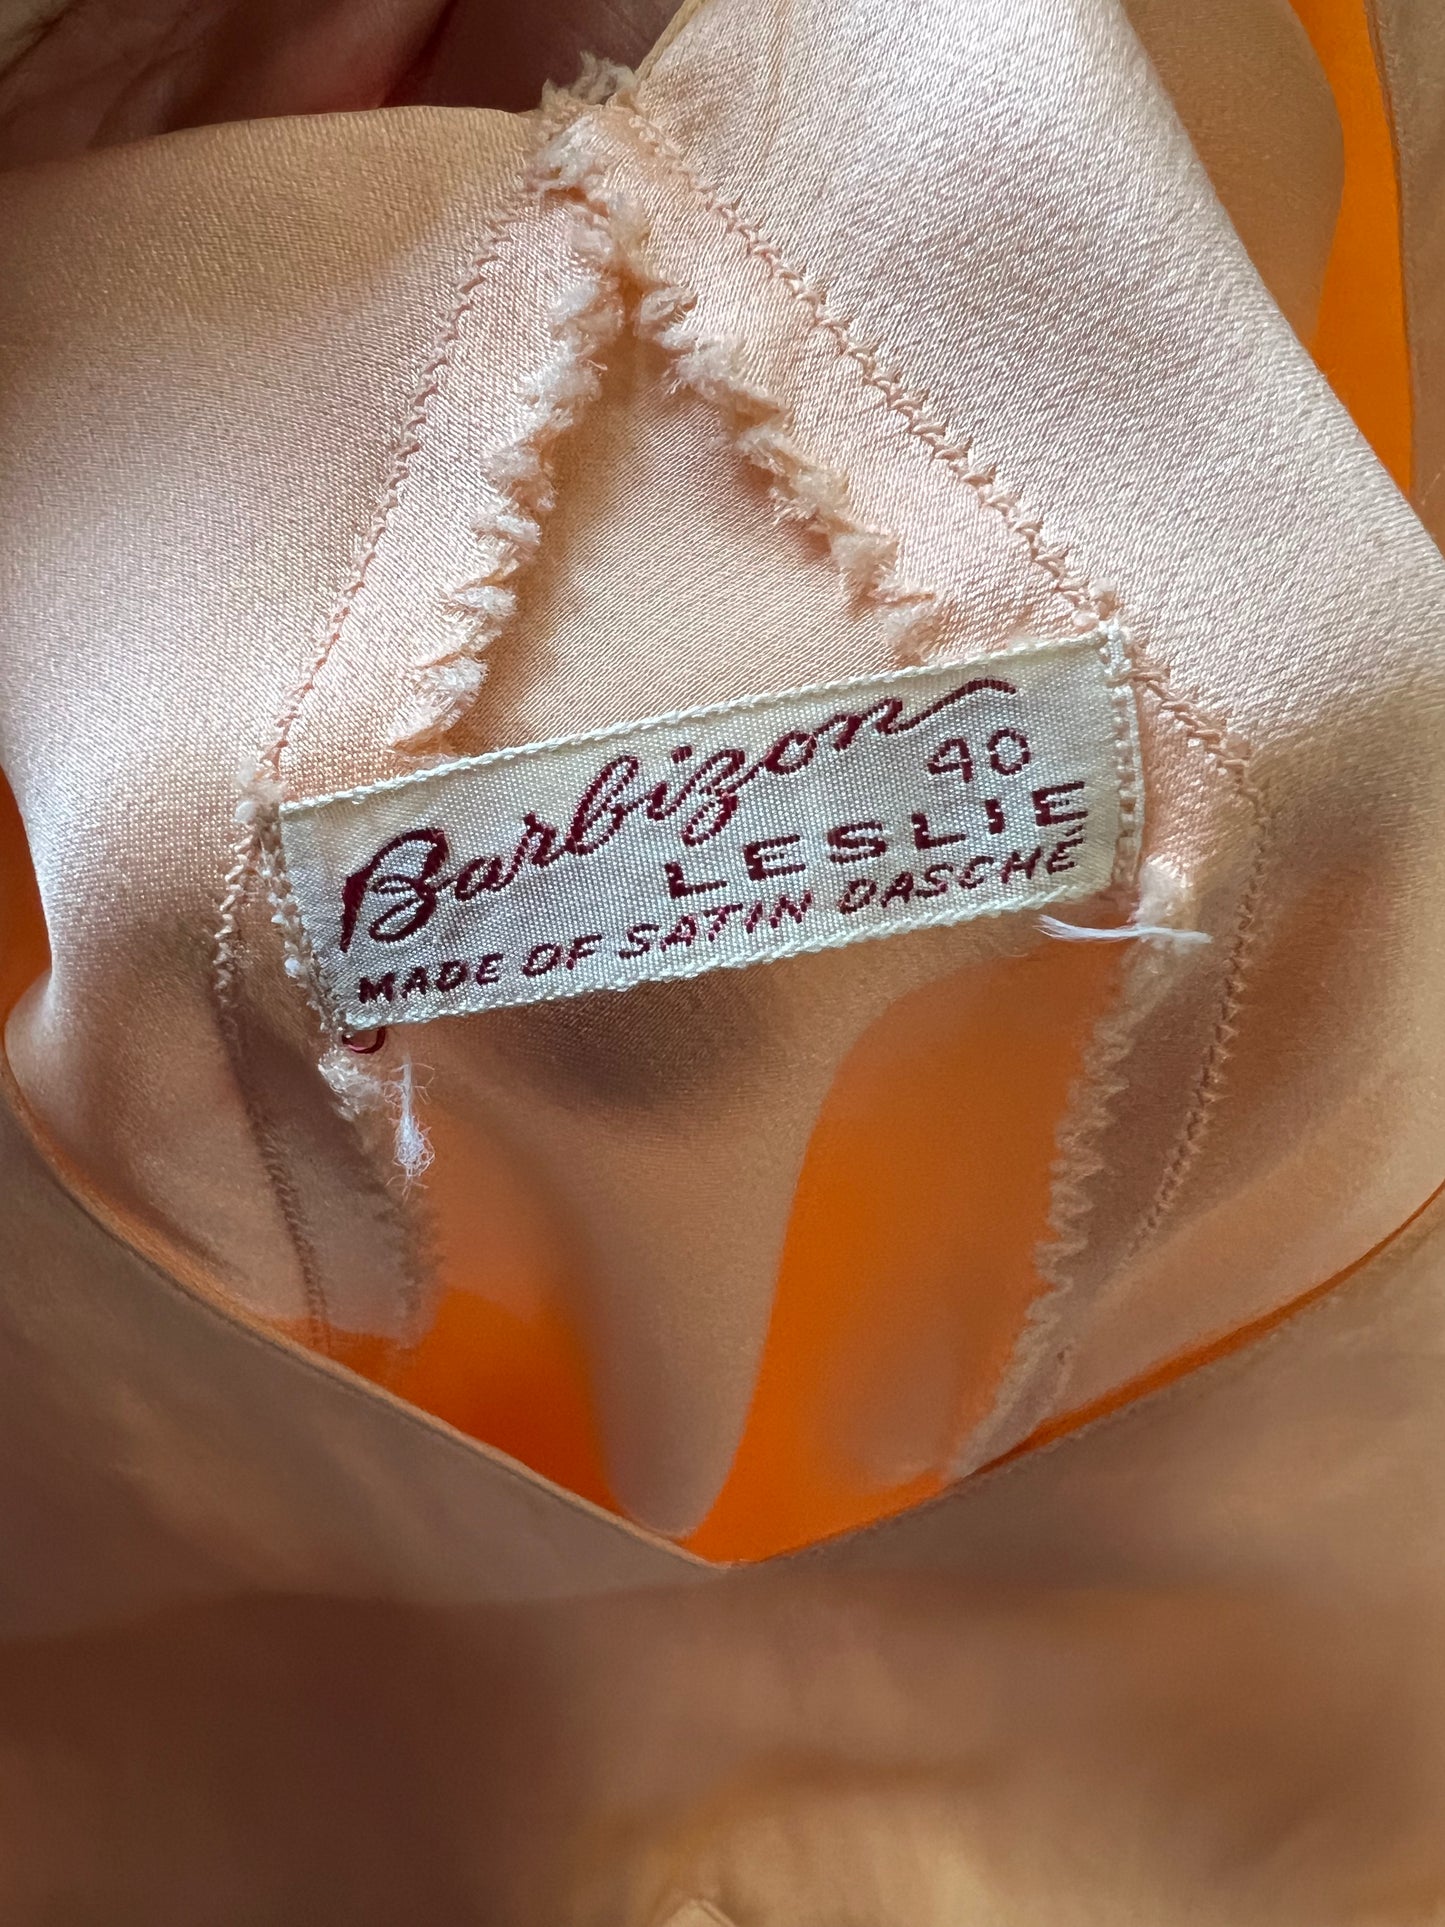 Barbizon
40
LESLIE
MADE OF SATIN DASCHÉ